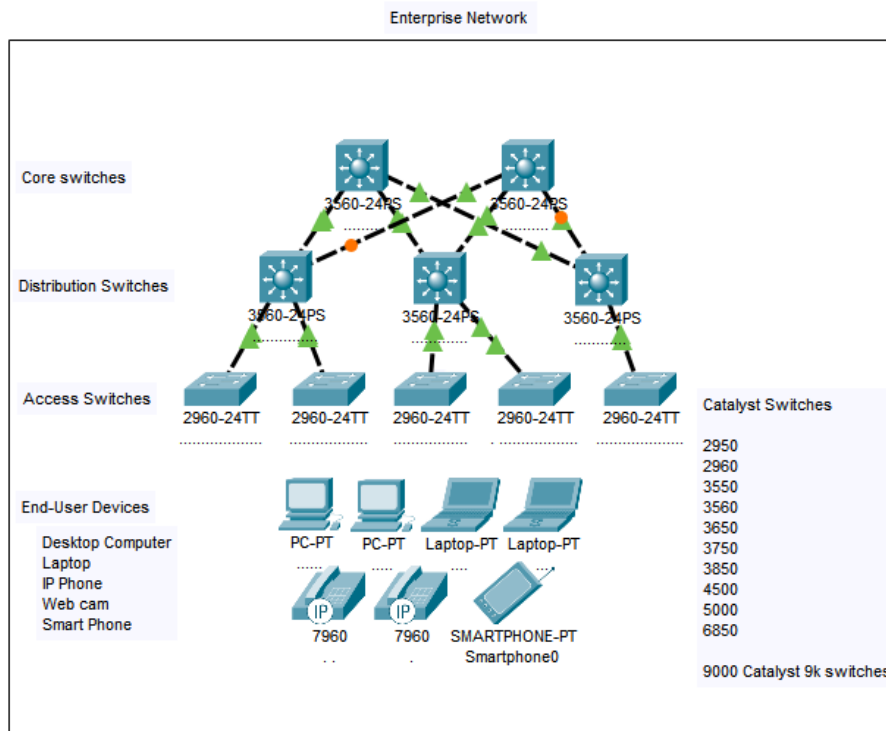 Enterprise Network
Core switches
3560-24PS
3560-24PS
Distribution Switches
3560-24PS
3560-24PS
3560-24PS
Access Switches
2960-24TT
2960-24TT
2960-24TT
2960-24TT
2960-24TT
Catalyst Switches
2950
2960
3550
3560
3650
3750
3850
4500
5000
6850
9000 Catalyst 9k switches
End-User Devices
Desktop Computer
Laptop
IP Phone
Web cam
Smart Phone
PC-PT
PC-PT
Laptop-PT
Laptop-PT
IP
IP
7960
7960
SMARTPHONE-PT
Smartphone0